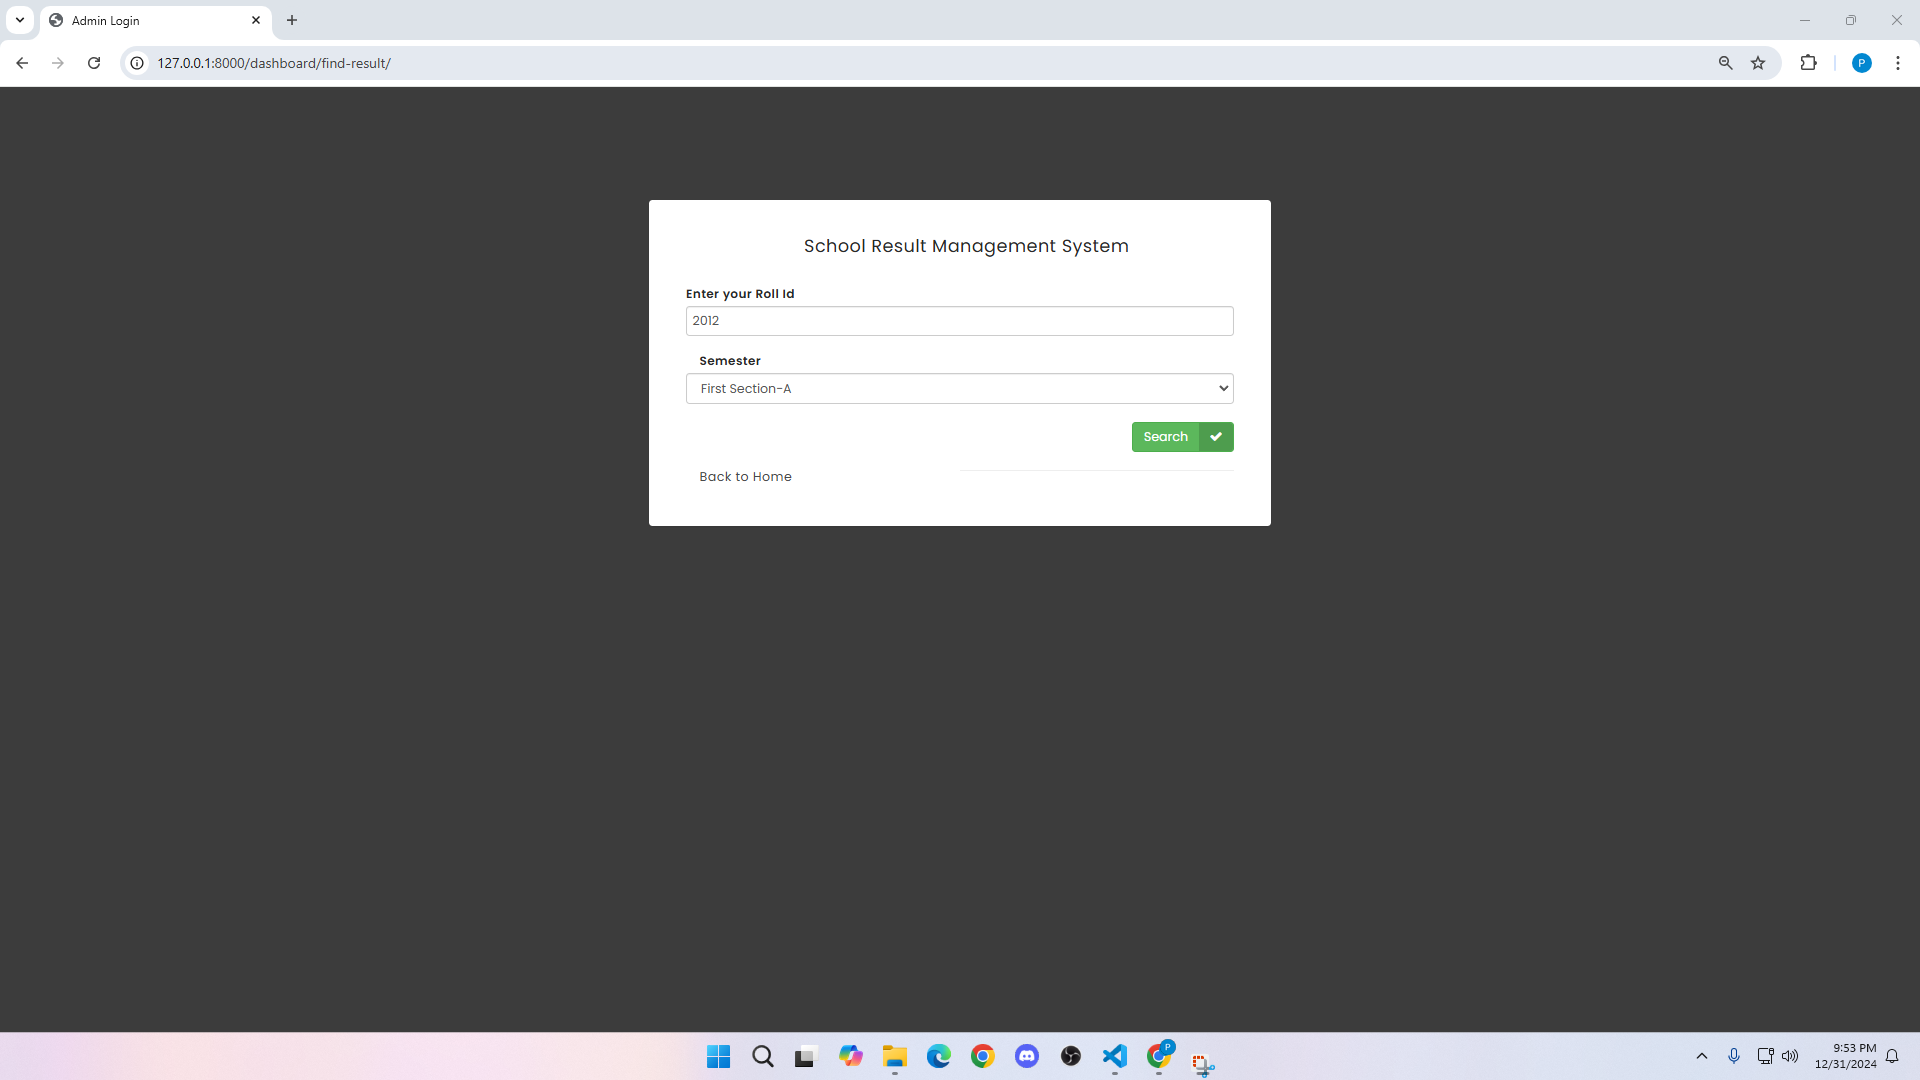 Admin Login
127.0.0.1:8000/dashboard/find-result/
P
School Result Management System
Enter your Roll Id
2012
Semester
First Section-A
Search
Back to Home
P
9:53 PM
12/31/2024